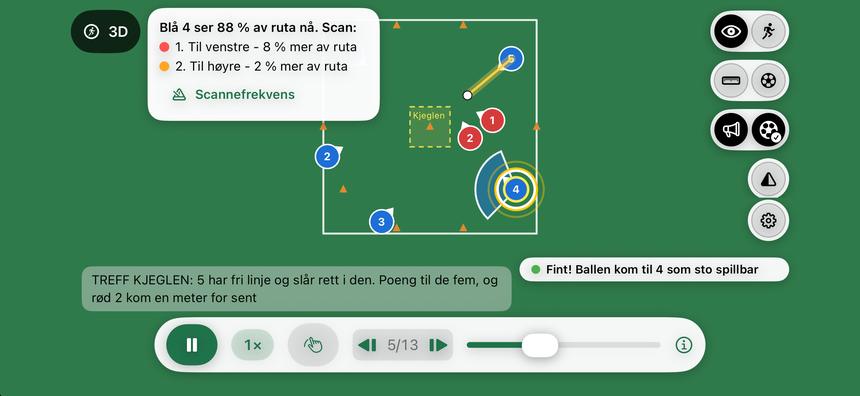 3D
Blå 4 ser 88 % av ruta nå. Scan:
1. Til venstre - 8 % mer av ruta
2. Til høyre - 2 % mer av ruta
Scannefrekvens
5
Kjeglen
1
2
2
4
3
Fint! Ballen kom til 4 som sto spillbar
TREFF KJEGLEN: 5 har fri linje og slår rett i den. Poeng til de fem, og
rød 2 kom en meter for sent
1×
5/13